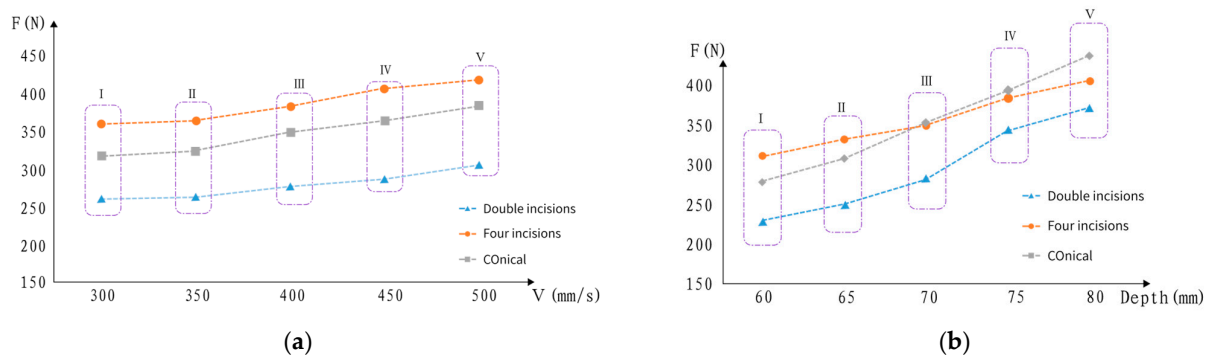 F(N)
450
400
350
300
250
200
150
I
II
III
IV
V
Double incisions
Four incisions
COnical
300 350 400 450 500
V (mm/s)
(a)
F(N)
400
350
300
250
200
150
I
II
III
IV
V
Double incisions
Four incisions
COnical
60 65 70 75 80 Depth(mm)
(b)